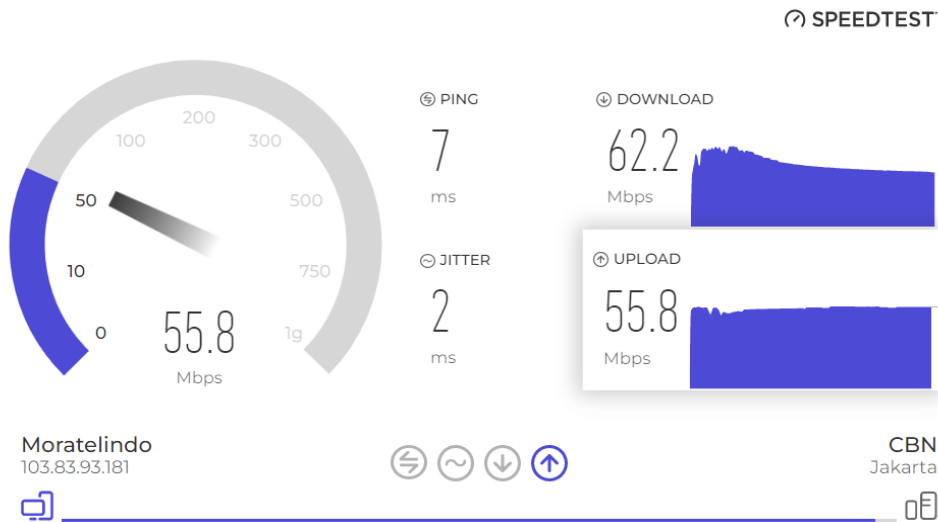 SPEEDTEST
200
100
300
50
500
10
750
0
1g
55.8
Mbps
PING
7
ms
DOWNLOAD
62.2
Mbps
JITTER
2
ms
UPLOAD
55.8
Mbps
Moratelindo
103.83.93.181
CBN
Jakarta